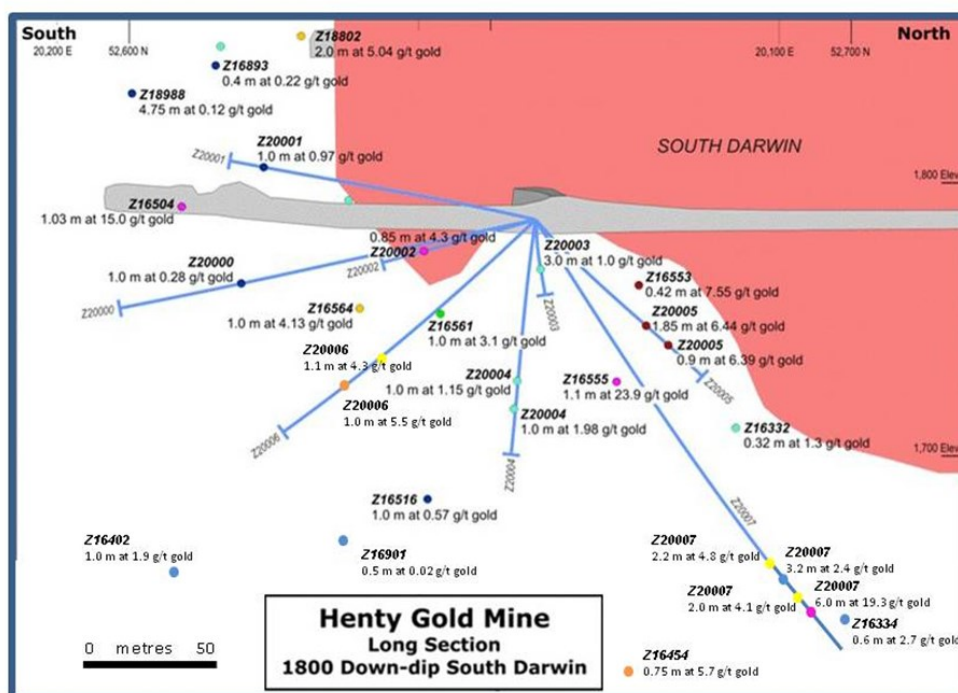 South
North
20,200 E
52,600 N
20,100 E
52,700 N
Z18802
2.0 m at 5.04 g/t gold
Z16893
0.4 m at 0.22 g/t gold
Z18988
4.75 m at 0.12 g/t gold
Z20001
1.0 m at 0.97 g/t gold
Z20001
SOUTH DARWIN
1,800 Elev
Z16504
1.03 m at 15.0 g/t gold
0.85 m at 4.3 g/t gold
Z20002
Z20002
Z20003
3.0 m at 1.0 g/t gold
Z20000
1.0 m at 0.28 g/t gold
Z20000
Z16553
0.42 m at 7.55 g/t gold
Z20003
Z16564
1.0 m at 4.13 g/t gold
Z16561
1.0 m at 3.1 g/t gold
Z20005
1.85 m at 6.44 g/t gold
Z20005
0.9 m at 6.39 g/t gold
Z20005
Z20006
1.1 m at 4.3 g/t gold
Z20006
1.0 m at 5.5 g/t gold
Z20006
Z20004
1.0 m at 1.15 g/t gold
Z20004
1.0 m at 1.98 g/t gold
Z20004
Z16555
1.1 m at 23.9 g/t gold
Z16332
0.32 m at 1.3 g/t gold
1,700 Elev
Z16516
1.0 m at 0.57 g/t gold
Z20007
Z16402
1.0 m at 1.9 g/t gold
Z16901
0.5 m at 0.02 g/t gold
Z20007
2.2 m at 4.8 g/t gold
Z20007
3.2 m at 2.4 g/t gold
Z20007
2.0 m at 4.1 g/t gold
Z20007
6.0 m at 19.3 g/t gold
Z16334
0.6 m at 2.7 g/t gold
Z16454
0.75 m at 5.7 g/t gold
0 metres 50
Henty Gold Mine
Long Section
1800 Down-dip South Darwin